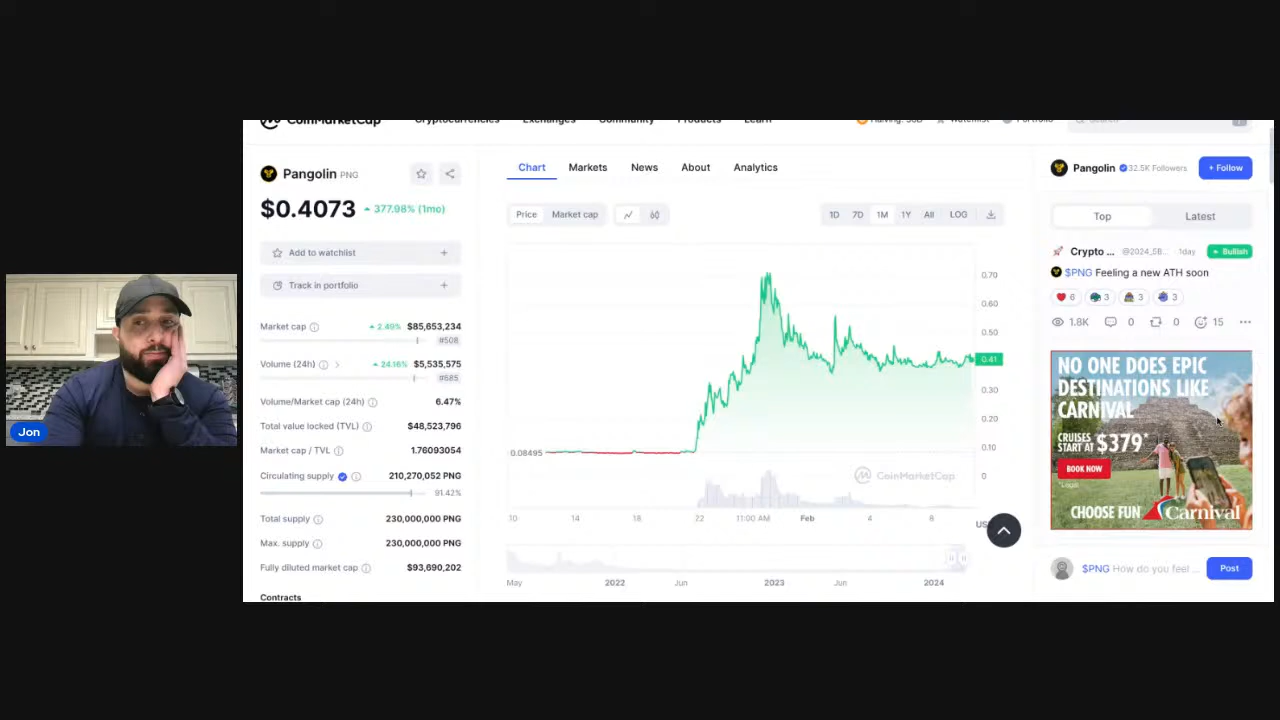 CoinMarketCap Cryptocurrencies Exchanges Community Products Learn
Pangolin PNG
$0.4073 377.98% (1mo)
Add to watchlist +
Track in portfolio +
Market cap 2.49% $85,653,234
#508
Volume (24h) 24.16% $5,535,575
#685
Volume/Market cap (24h) 6.47%
Total value locked (TVL) $48,523,796
Market cap / TVL 1.76093054
Circulating supply 210,270,052 PNG
91.42%
Total supply 230,000,000 PNG
Max. supply 230,000,000 PNG
Fully diluted market cap $93,690,202
Contracts
Chart Markets News About Analytics
Price Market cap
1D 7D 1M 1Y All LOG
0.70
0.60
0.50
0.41
0.30
0.20
0.10
0
0.08495
CoinMarketCap
10 14 18 22 11:00 AM Feb 4 8
US
May 2022 Jun 2023 Jun 2024
Pangolin 32.5K Followers + Follow
Top Latest
Crypto ... @2024_5B... 1day Bullish
$PNG Feeling a new ATH soon
6 3 3 3
1.8K 0 0 15
NO ONE DOES EPIC
DESTINATIONS LIKE
CARNIVAL
CRUISES
START AT $379*
BOOK NOW
*Legal
CHOOSE FUN Carnival
$PNG How do you feel ... Post
Jon